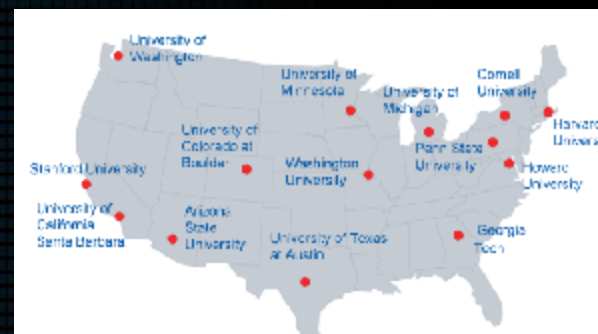 University of
Washington
University of
Minnesota
University of
Michigan
Cornell
University
Harvard
Univers
University of
Colorado at
Boulder
Washington
University
Penn State
University
Howard
University
Stanford University
University of
California
Santa Barbara
Arizona
State
University
University of Texas
at Austin
Georgia
Tech